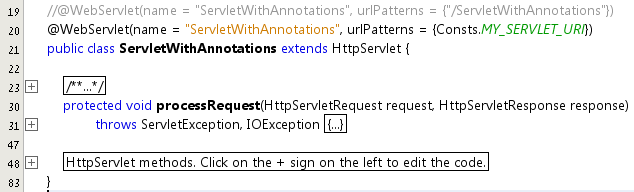 19 //@WebServlet(name = "ServletWithAnnotations", urlPatterns = {"/ServletWithAnnotations"})
20 @WebServlet(name = "ServletWithAnnotations", urlPatterns = {Consts.MY_SERVLET_URI})
21 public class ServletWithAnnotations extends HttpServlet {
22
23 /**...*/
30 protected void processRequest(HttpServletRequest request, HttpServletResponse response)
31 throws ServletException, IOException {...}
47
48 HttpServlet methods. Click on the + sign on the left to edit the code.
83 }